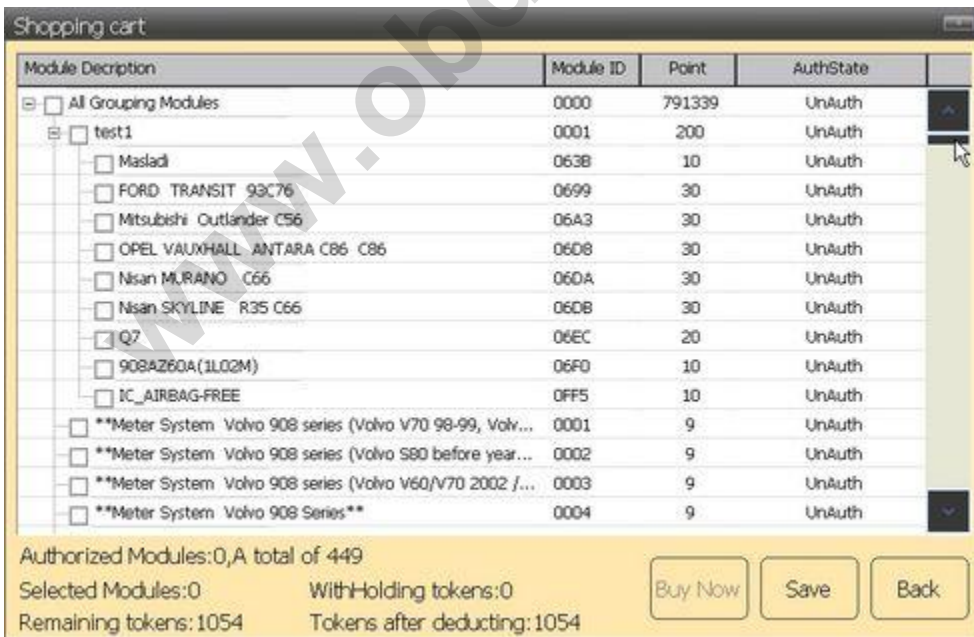 Shopping cart
Module Decription Module ID Point AuthState
All Grouping Modules 0000 791339 UnAuth
test1 0001 200 UnAuth
Masladi 063B 10 UnAuth
FORD TRANSIT 93C76 0699 30 UnAuth
Mitsubishi Outlander C56 06A3 30 UnAuth
OPEL VAUXHALL ANTARA C86 C86 06D8 30 UnAuth
Nisan MURANO C66 06DA 30 UnAuth
Nisan SKYLINE R35 C66 06DB 30 UnAuth
Q7 06EC 20 UnAuth
908AZ60A(1L02M) 06F0 10 UnAuth
IC_AIRBAG-FREE 0FF5 10 UnAuth
**Meter System Volvo 908 series (Volvo V70 98-99, Volv... 0001 9 UnAuth
**Meter System Volvo 908 series (Volvo S80 before year... 0002 9 UnAuth
**Meter System Volvo 908 series (Volvo V60/V70 2002 /... 0003 9 UnAuth
**Meter System Volvo 908 Series** 0004 9 UnAuth
Authorized Modules:0,A total of 449
Selected Modules:0 WithHolding tokens:0
Remaining tokens:1054 Tokens after deducting:1054
Buy Now Save Back
www.obd